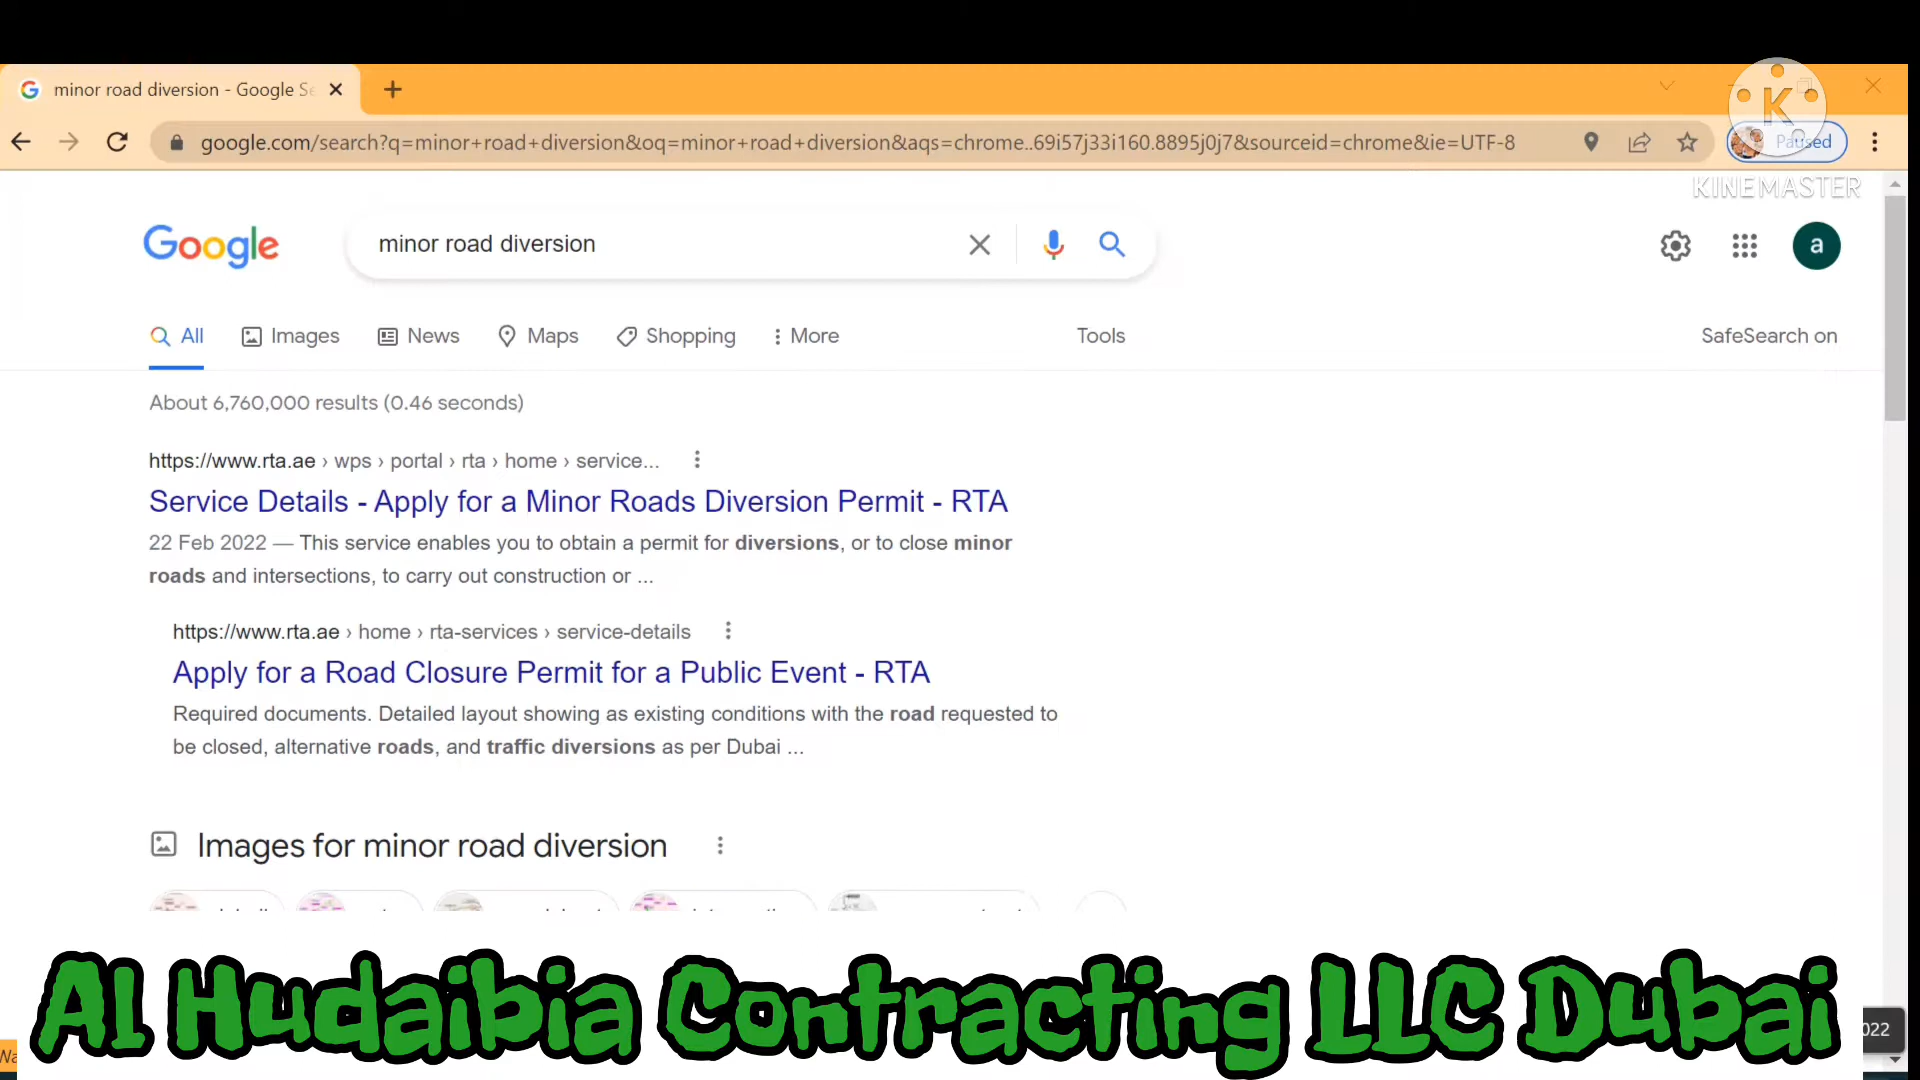 minor road diversion - Google Se
google.com/search?q=minor+road+diversion&oq=minor+road+diversion&aqs=chrome..69i57j33i160.8895j0j7&sourceid=chrome&ie=UTF-8
Paused
K
KINEMASTER
Google
minor road diversion
a
All
Images
News
Maps
Shopping
More
Tools
SafeSearch on
About 6,760,000 results (0.46 seconds)
https://www.rta.ae › wps › portal › rta › home › service...
Service Details - Apply for a Minor Roads Diversion Permit - RTA
22 Feb 2022 — This service enables you to obtain a permit for diversions, or to close minor
roads and intersections, to carry out construction or ...
https://www.rta.ae › home › rta-services › service-details
Apply for a Road Closure Permit for a Public Event - RTA
Required documents. Detailed layout showing as existing conditions with the road requested to
be closed, alternative roads, and traffic diversions as per Dubai ...
Images for minor road diversion
Al Hudaibia Contracting LLC Dubai
022